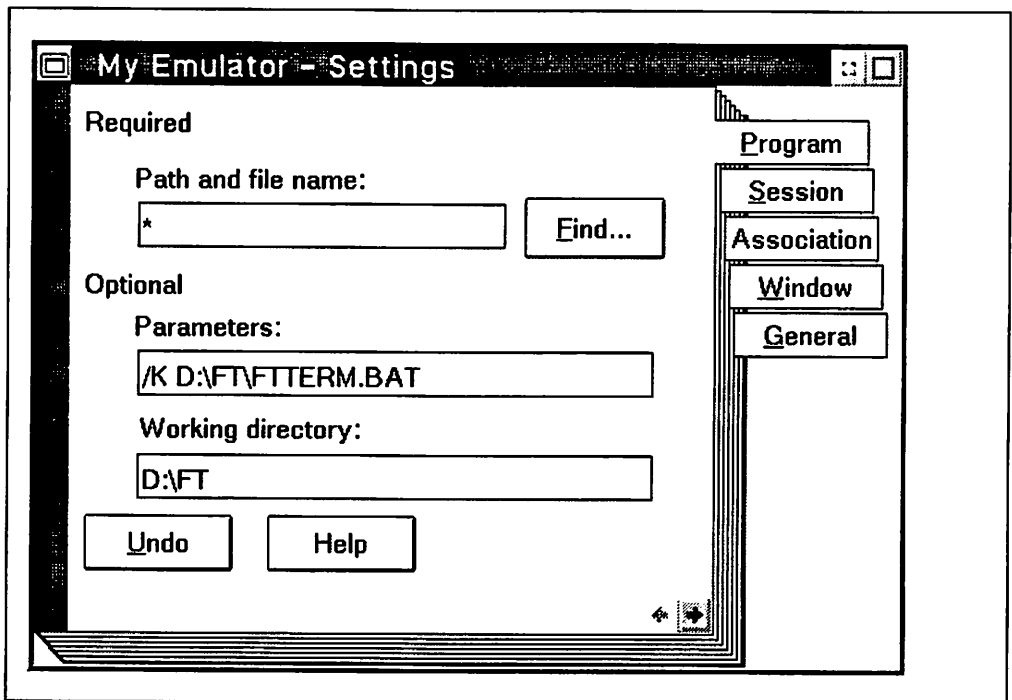 My Emulator - Settings
Required
Path and file name:
*
Find...
Optional
Parameters:
/K D:\FT\FTTERM.BAT
Working directory:
D:\FT
Undo
Help
Program
Session
Association
Window
General